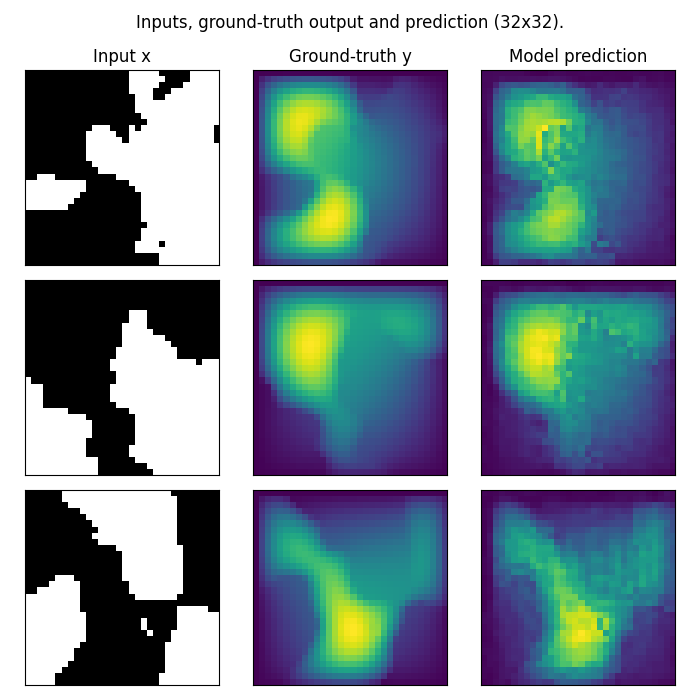 Inputs, ground-truth output and prediction (32x32).
Input x
Ground-truth y
Model prediction